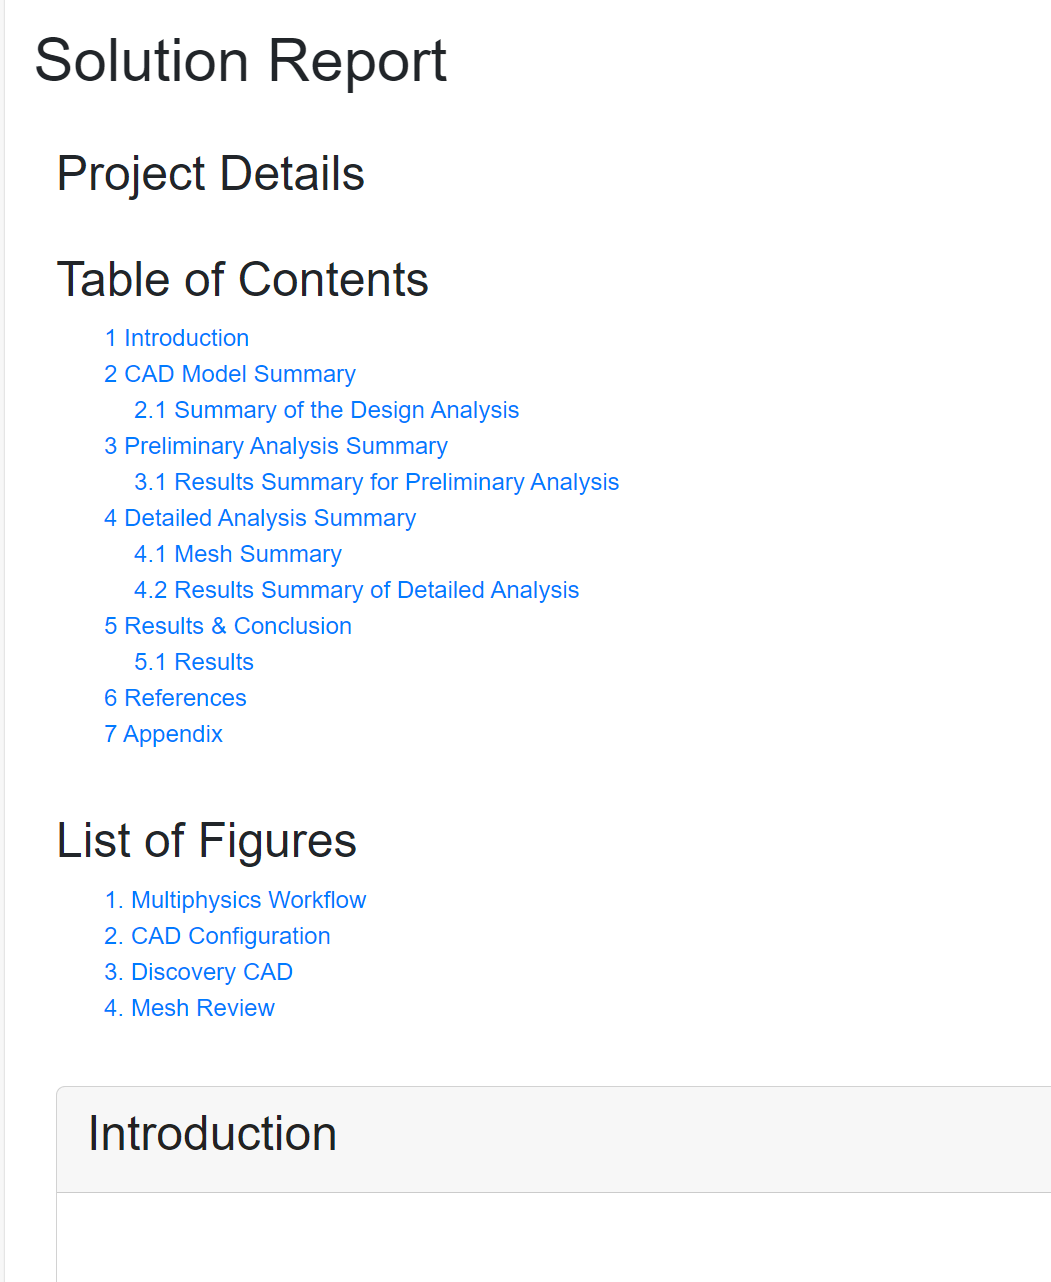 Solution Report
Project Details
Table of Contents
1 Introduction
2 CAD Model Summary
2.1 Summary of the Design Analysis
3 Preliminary Analysis Summary
3.1 Results Summary for Preliminary Analysis
4 Detailed Analysis Summary
4.1 Mesh Summary
4.2 Results Summary of Detailed Analysis
5 Results & Conclusion
5.1 Results
6 References
7 Appendix
List of Figures
1. Multiphysics Workflow
2. CAD Configuration
3. Discovery CAD
4. Mesh Review
Introduction